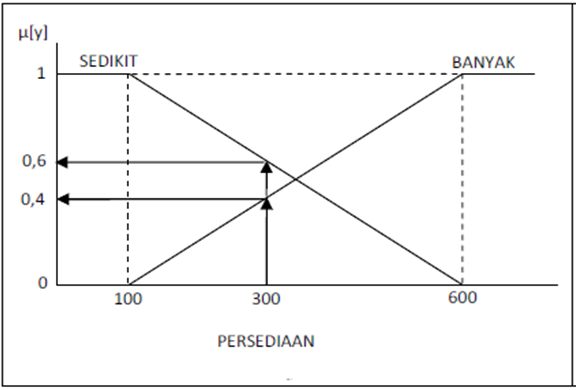 μ[y]
SEDIKIT
BANYAK
1
0,6
0,4
0
100
300
600
PERSEDIAAN